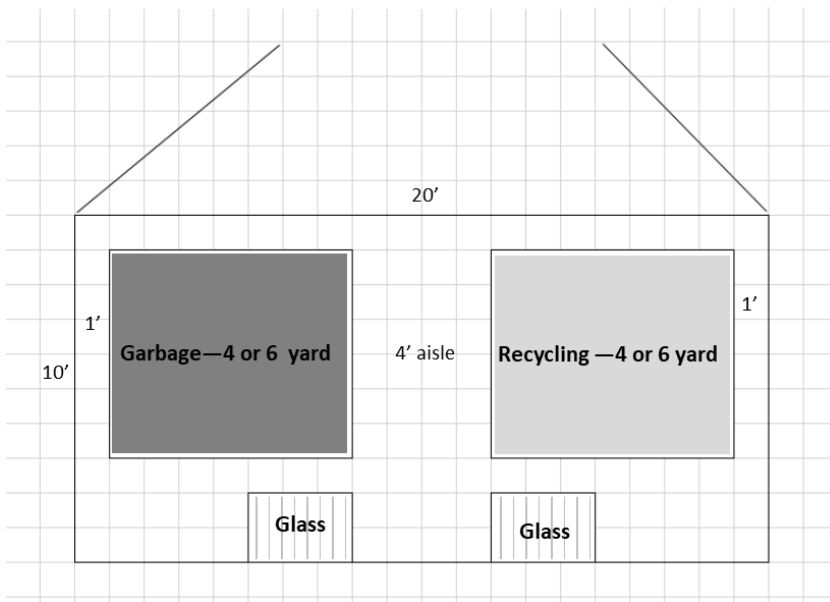 20’
1’
1’
Garbage—4 or 6  yard
4’ aisle
Recycling —4 or 6 yard
10’
Glass
Glass